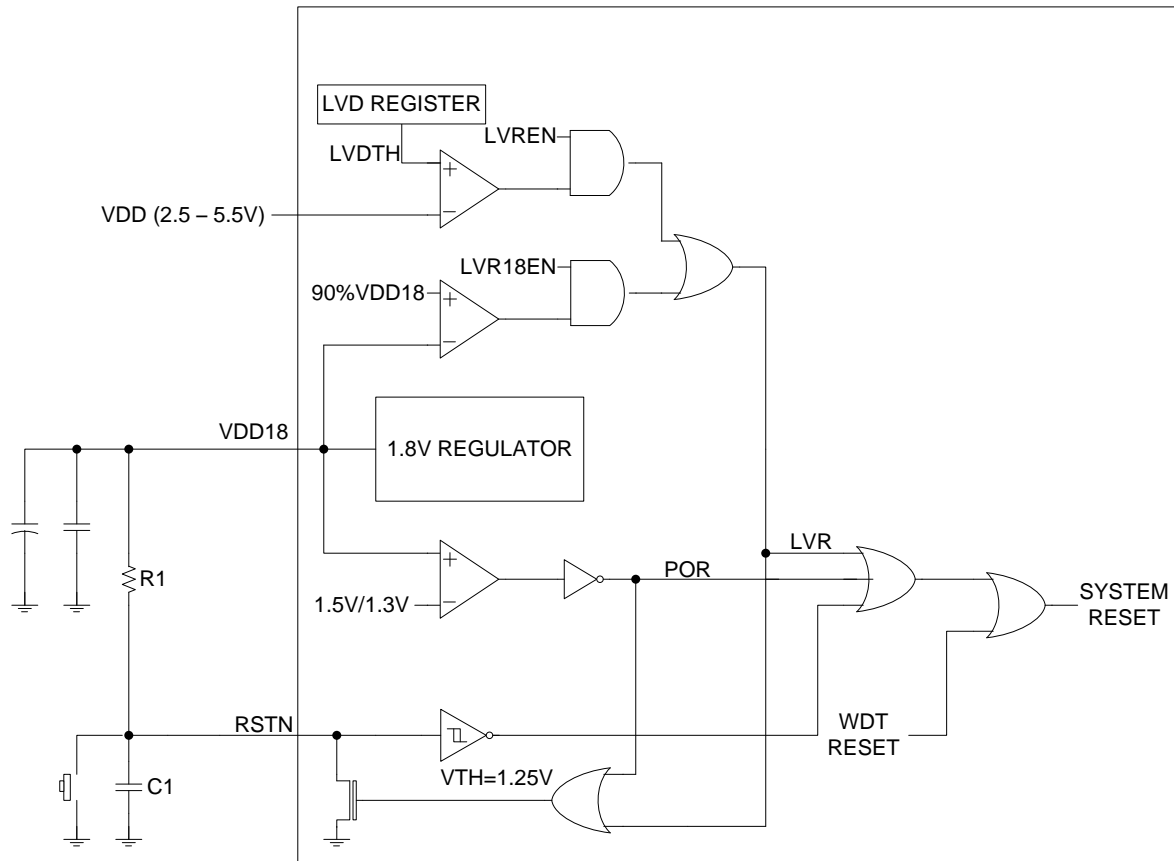 LVD REGISTER
LVREN
LVDTH
+
−
VDD (2.5 – 5.5V)
LVR18EN
90%VDD18
+
−
VDD18
1.8V REGULATOR
LVR
+
R1
POR
−
1.5V/1.3V
SYSTEM
RESET
RSTN
WDT
RESET
VTH=1.25V
C1